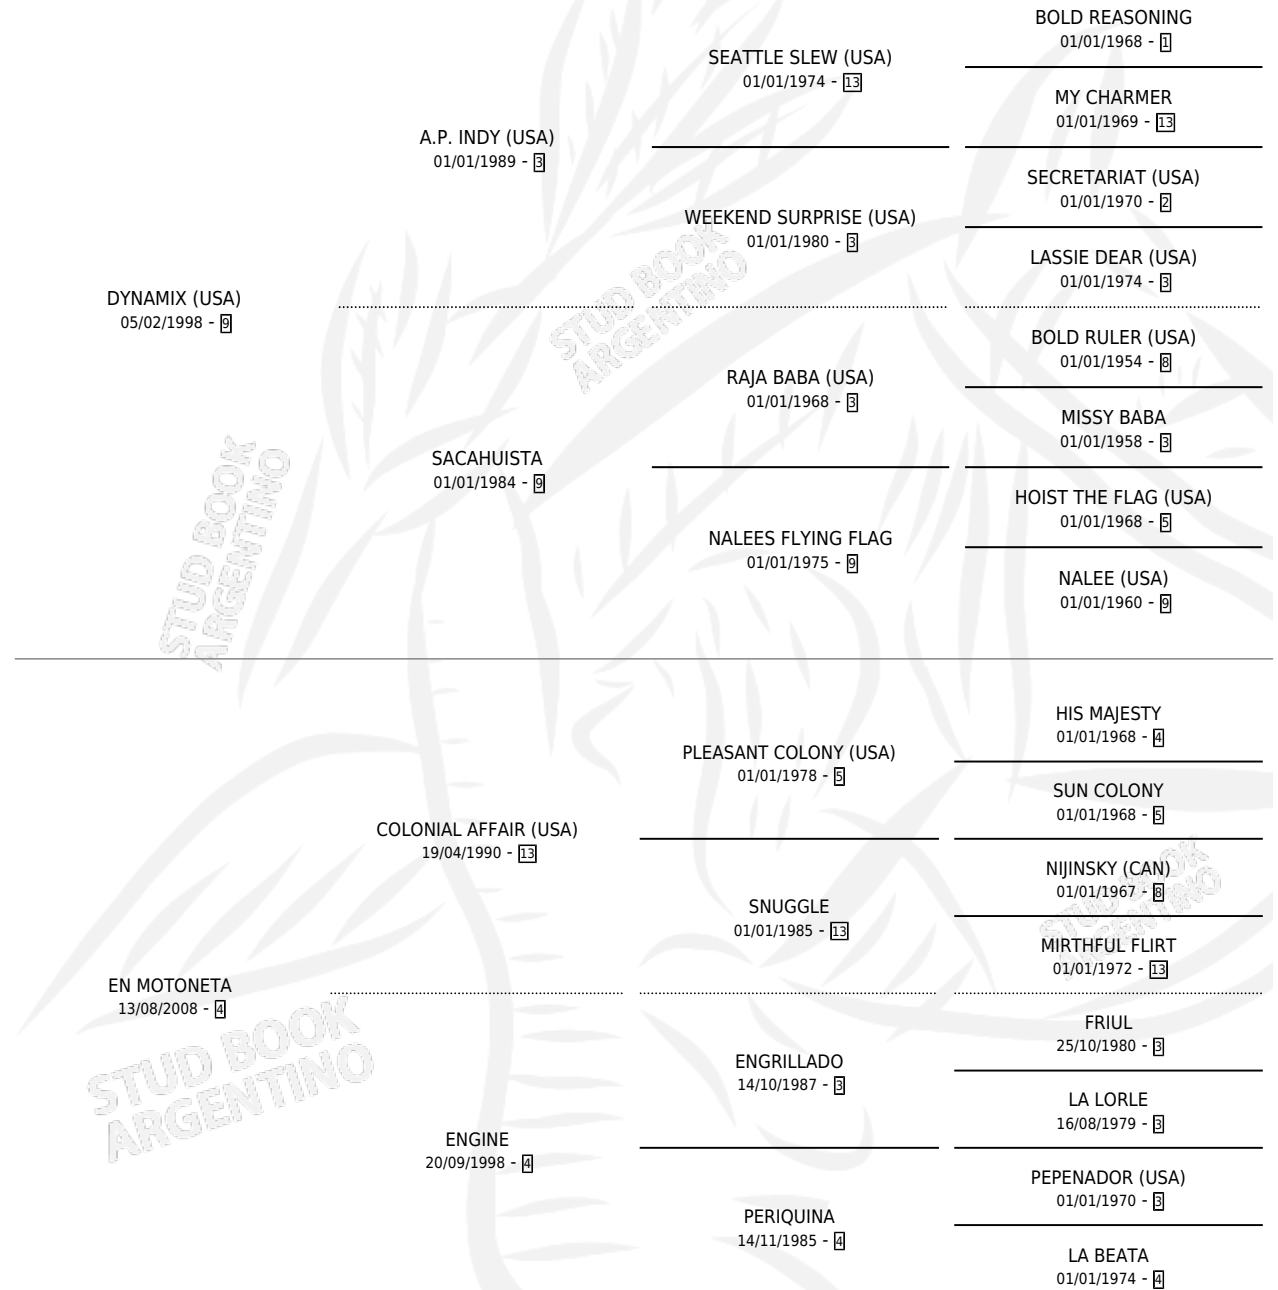 BOLD REASONING
01/01/1968 - 1
SEATTLE SLEW (USA)
01/01/1974 - 13
MY CHARMER
01/01/1969 - 13
A.P. INDY (USA)
01/01/1989 - 3
SECRETARIAT (USA)
01/01/1970 - 2
WEEKEND SURPRISE (USA)
01/01/1980 - 3
LASSIE DEAR (USA)
01/01/1974 - 3
DYNAMIX (USA)
05/02/1998 - 9
BOLD RULER (USA)
01/01/1954 - 8
RAJA BABA (USA)
01/01/1968 - 3
MISSY BABA
01/01/1958 - 3
SACAHUISTA
01/01/1984 - 9
HOIST THE FLAG (USA)
01/01/1968 - 5
NALEES FLYING FLAG
01/01/1975 - 9
NALEE (USA)
01/01/1960 - 9
HIS MAJESTY
01/01/1968 - 4
PLEASANT COLONY (USA)
01/01/1978 - 5
SUN COLONY
01/01/1968 - 5
COLONIAL AFFAIR (USA)
19/04/1990 - 13
NIJINSKY (CAN)
01/01/1967 - 8
SNUGGLE
01/01/1985 - 13
MIRTHFUL FLIRT
01/01/1972 - 13
EN MOTONETA
13/08/2008 - 4
FRIUL
25/10/1980 - 3
ENGRILLADO
14/10/1987 - 3
LA LORLE
16/08/1979 - 3
ENGINE
20/09/1998 - 4
PEPENADOR (USA)
01/01/1970 - 3
PERIQUINA
14/11/1985 - 4
LA BEATA
01/01/1974 - 4
STUD BOOK
ARGENTINO
STUD BOOK
ARGENTINO
STUD BOOK
ARGENTINO
STUD BOOK
ARGENTINO